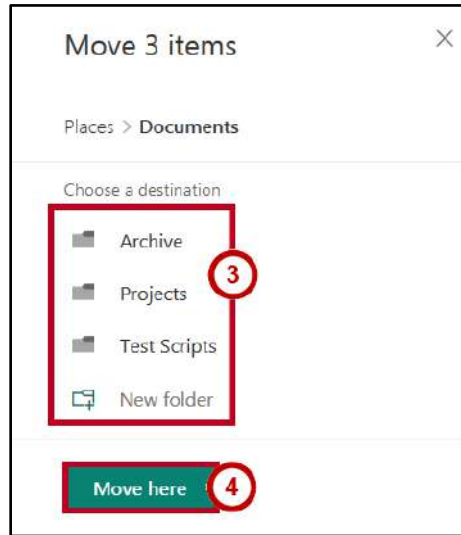 Move 3 items
Places > Documents
Choose a destination
Archive
3
Projects
Test Scripts
New folder
Move here 4